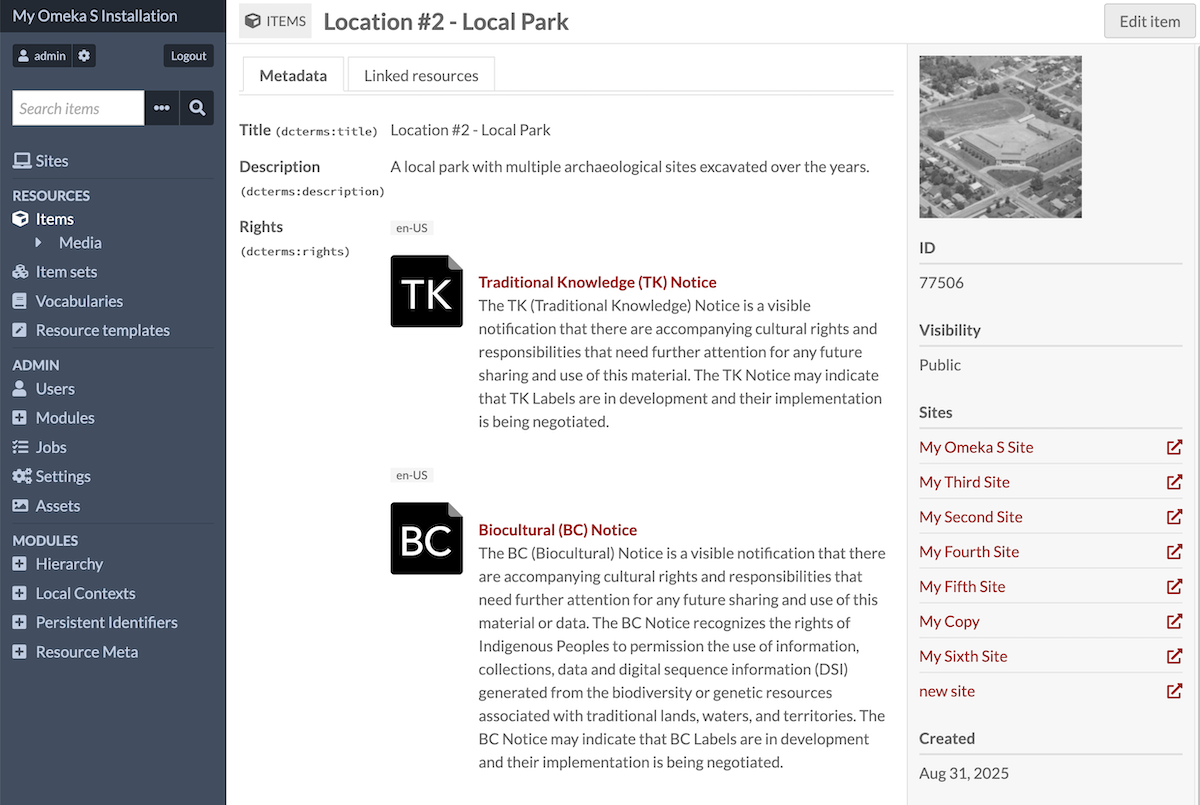 My Omeka S Installation
admin
Logout
Search items
Sites
RESOURCES
Items
Media
Item sets
Vocabularies
Resource templates
ADMIN
Users
Modules
Jobs
Settings
Assets
MODULES
Hierarchy
Local Contexts
Persistent Identifiers
Resource Meta
ITEMS
Location #2 - Local Park
Edit item
Metadata
Linked resources
Title (dcterms:title)
Location #2 - Local Park
Description
(dcterms:description)
A local park with multiple archaeological sites excavated over the years.
Rights
(dcterms:rights)
en-US
TK
Traditional Knowledge (TK) Notice
The TK (Traditional Knowledge) Notice is a visible
notification that there are accompanying cultural rights and
responsibilities that need further attention for any future
sharing and use of this material. The TK Notice may indicate
that TK Labels are in development and their implementation
is being negotiated.
en-US
BC
Biocultural (BC) Notice
The BC (Biocultural) Notice is a visible notification that there
are accompanying cultural rights and responsibilities that
need further attention for any future sharing and use of this
material or data. The BC Notice recognizes the rights of
Indigenous Peoples to permission the use of information,
collections, data and digital sequence information (DSI)
generated from the biodiversity or genetic resources
associated with traditional lands, waters, and territories. The
BC Notice may indicate that BC Labels are in development
and their implementation is being negotiated.
ID
77506
Visibility
Public
Sites
My Omeka S Site
My Third Site
My Second Site
My Fourth Site
My Fifth Site
My Copy
My Sixth Site
new site
Created
Aug 31, 2025